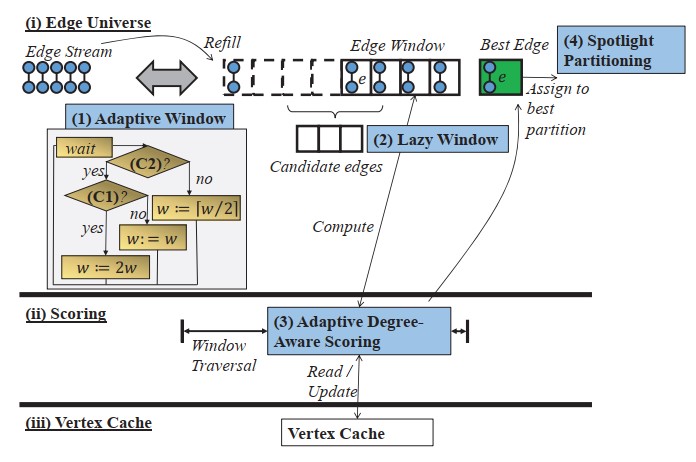 (i) Edge Universe
Edge Stream
Refill
Edge Window
Best Edge
(4) Spotlight
Partitioning
e
e
Assign to
best
partition
(1) Adaptive Window
(2) Lazy Window
Candidate edges
wait
(C2)?
yes
no
(C1)?
w := ⌈w/2⌉
no
yes
w: = w
w := 2w
Compute
(ii) Scoring
(3) Adaptive Degree-
Aware Scoring
Window
Traversal
Read /
Update
(iii) Vertex Cache
Vertex Cache